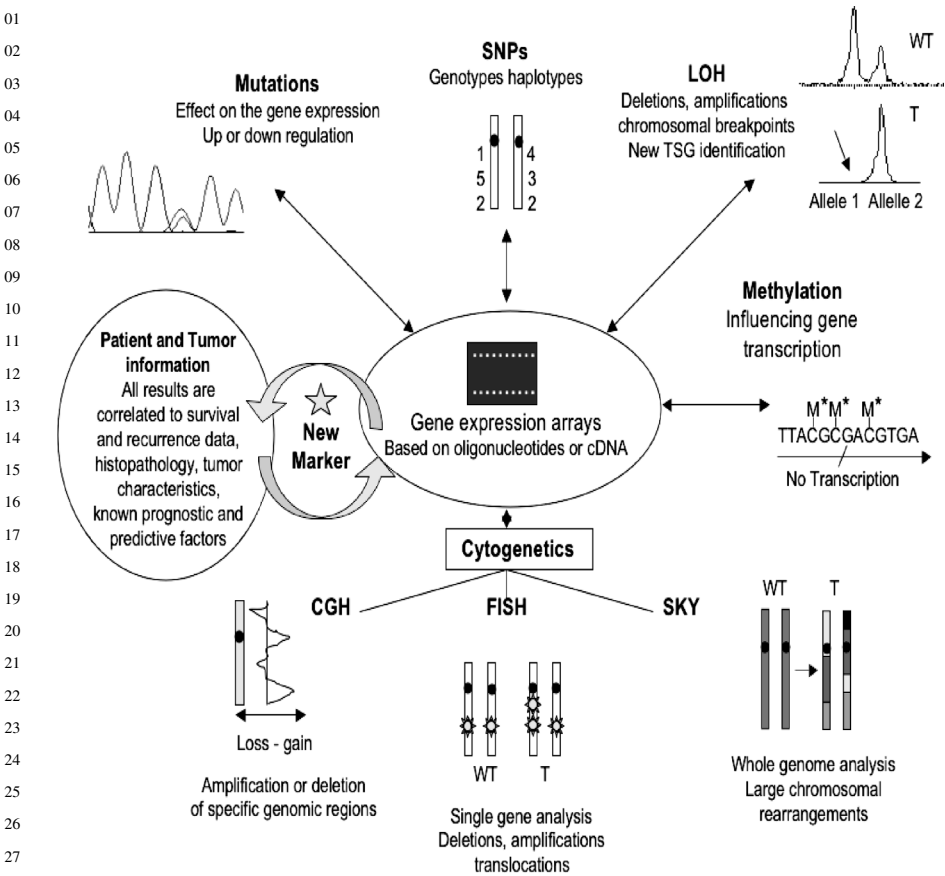 01
02
03
04
05
06
07
08
09
10
11
12
13
14
15
16
17
18
19
20
21
22
23
24
25
26
27
Mutations
Effect on the gene expression
Up or down regulation
SNPs
Genotypes haplotypes
1 4
5 3
2 2
LOH
Deletions, amplifications
chromosomal breakpoints
New TSG identification
WT
T
Allele 1 Allelle 2
Methylation
Influencing gene
transcription
M* M* M*
TTACGCGACGTGA
No Transcription
Patient and Tumor
information
All results are
correlated to survival
and recurrence data,
histopathology, tumor
characteristics,
known prognostic and
predictive factors
New
Marker
Gene expression arrays
Based on oligonucleotides or cDNA
Cytogenetics
CGH
FISH
SKY
Loss - gain
Amplification or deletion
of specific genomic regions
WT T
Single gene analysis
Deletions, amplifications
translocations
WT T
Whole genome analysis
Large chromosomal
rearrangements